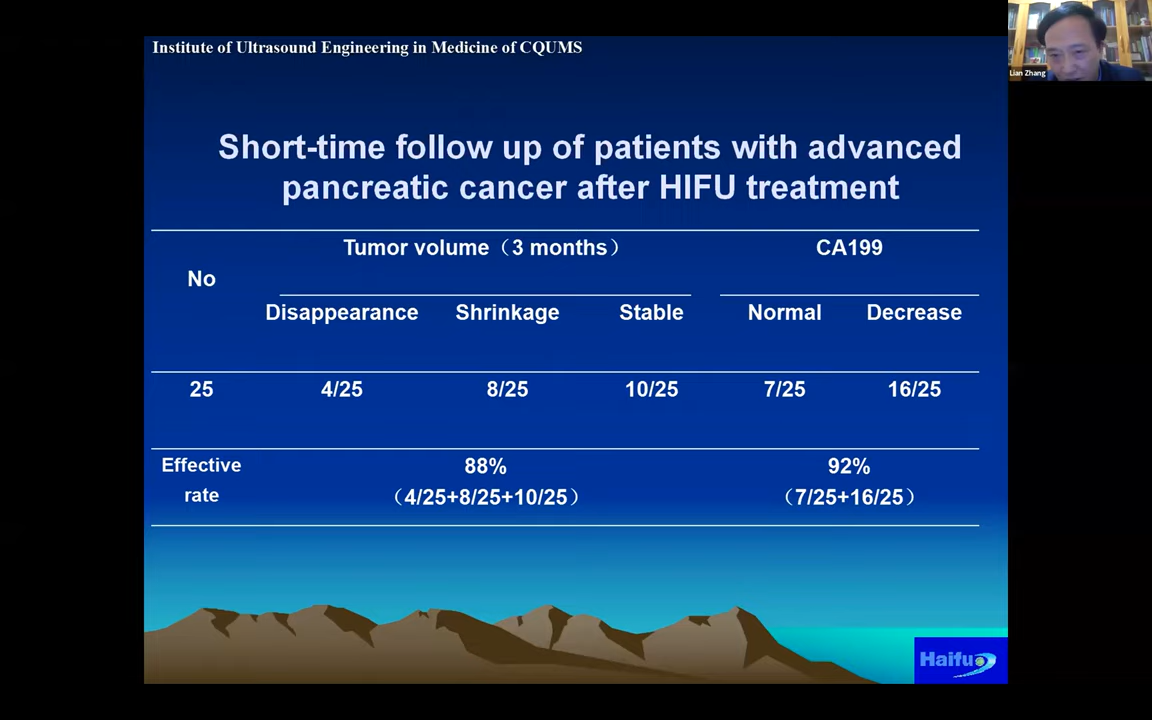 Institute of Ultrasound Engineering in Medicine of CQUMS
Lian Zhang
Short-time follow up of patients with advanced
pancreatic cancer after HIFU treatment
No
Tumor volume（3 months）
CA199
Disappearance
Shrinkage
Stable
Normal
Decrease
25
4/25
8/25
10/25
7/25
16/25
Effective
rate
88%
（4/25+8/25+10/25）
92%
（7/25+16/25）
Haifu